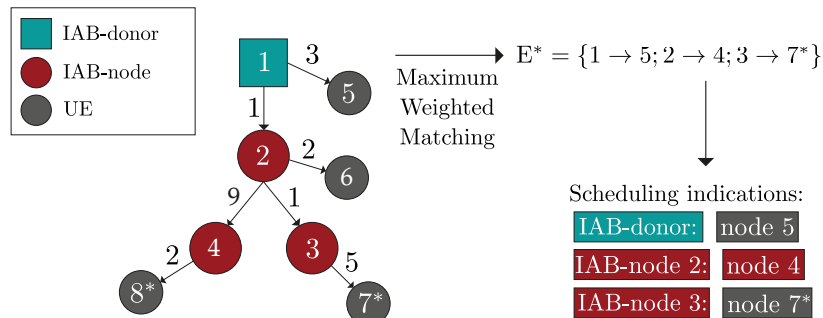 IAB-donor
IAB-node
UE
1
3
5
1
2
2
6
9
1
4
3
2
5
8*
7*
E* = {1 → 5; 2 → 4; 3 → 7*}
Maximum
Weighted
Matching
Scheduling indications:
IAB-donor: node 5
IAB-node 2: node 4
IAB-node 3: node 7*